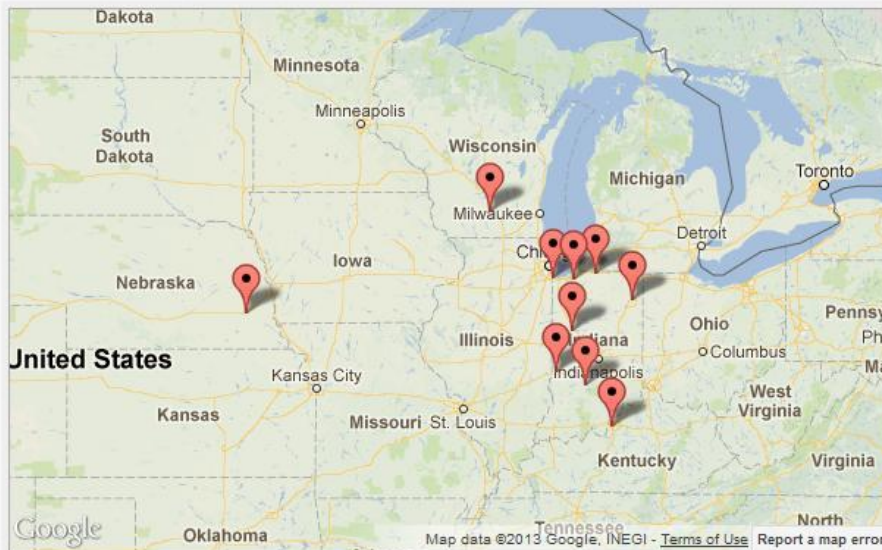 Dakota
Minnesota
Minneapolis
South
Dakota
Wisconsin
Michigan
Toronto
Milwaukee
Detroit
Iowa
Nebraska
Illinois
Ohio
Pennsy
Columbus
United States
Indianapolis
Kansas City
West
Virginia
Kansas
Missouri
St. Louis
Kentucky
Virginia
Google
Oklahoma
Tennessee
North
Map data ©2013 Google, INEGI - Terms of Use
Report a map error